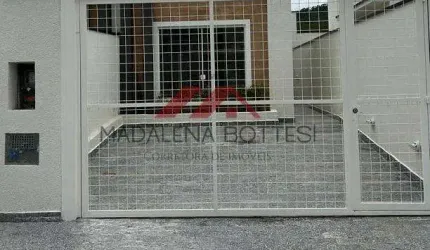 MADALENA BOTTESI
CORRETORA DE IMÓVEIS